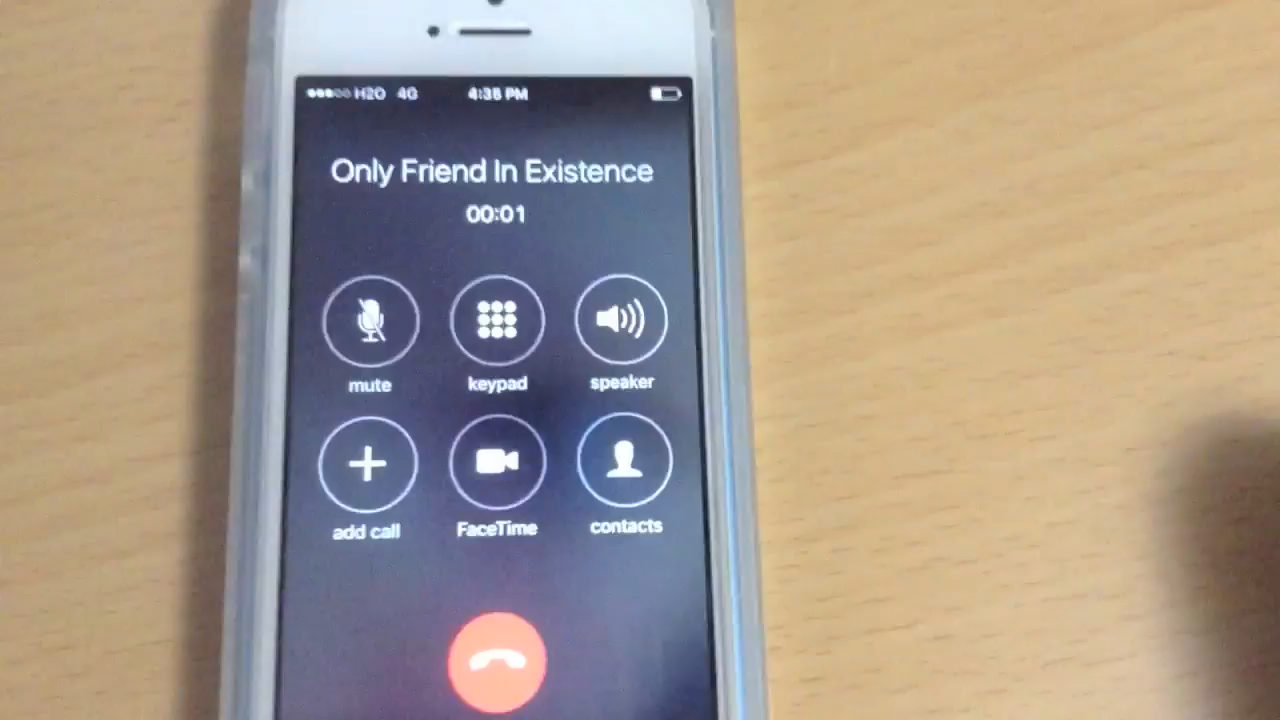 H2O 4G 4:35 PM
Only Friend In Existence
00:01
mute keypad speaker
add call FaceTime contacts